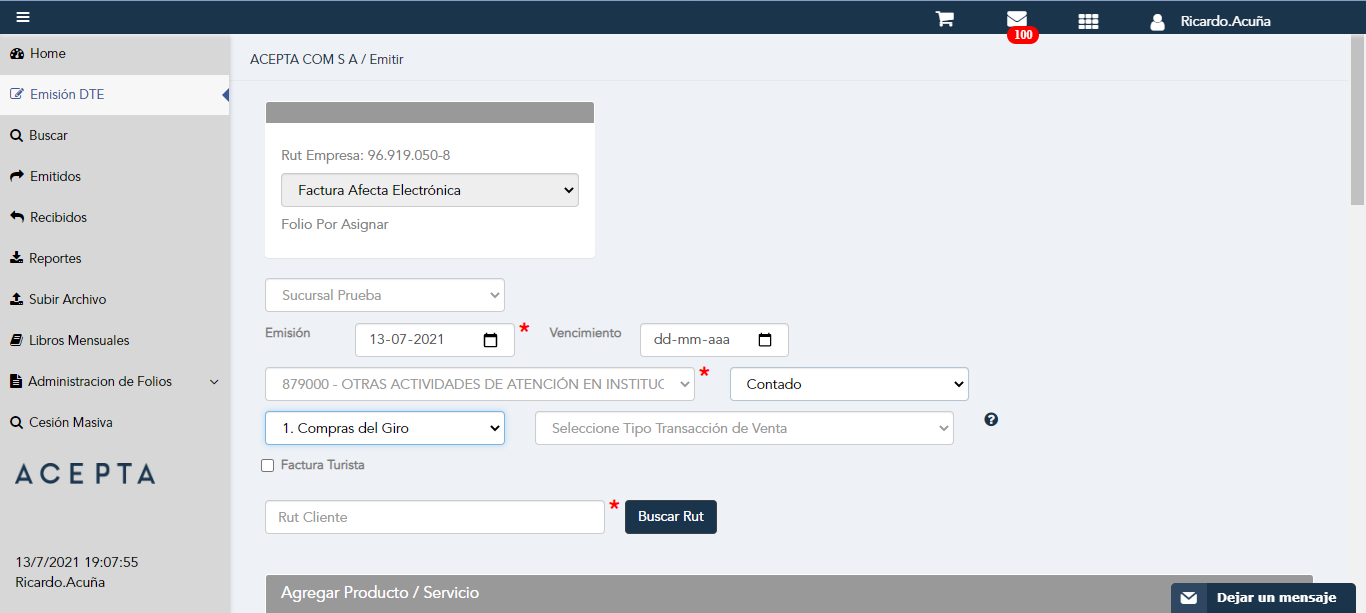 Ricardo.Acuña
100
Home
Emisión DTE
Buscar
Emitidos
Recibidos
Reportes
Subir Archivo
Libros Mensuales
Administracion de Folios
Cesión Masiva
ACEPTA
13/7/2021 19:07:55
Ricardo.Acuña
ACEPTA COM S A / Emitir
Rut Empresa: 96.919.050-8
Factura Afecta Electrónica
Folio Por Asignar
Sucursal Prueba
Emisión 13-07-2021 * Vencimiento dd-mm-aaa
879000 - OTRAS ACTIVIDADES DE ATENCIÓN EN INSTITUC * Contado
1. Compras del Giro Seleccione Tipo Transacción de Venta ?
Factura Turista
Rut Cliente * Buscar Rut
Agregar Producto / Servicio
Dejar un mensaje